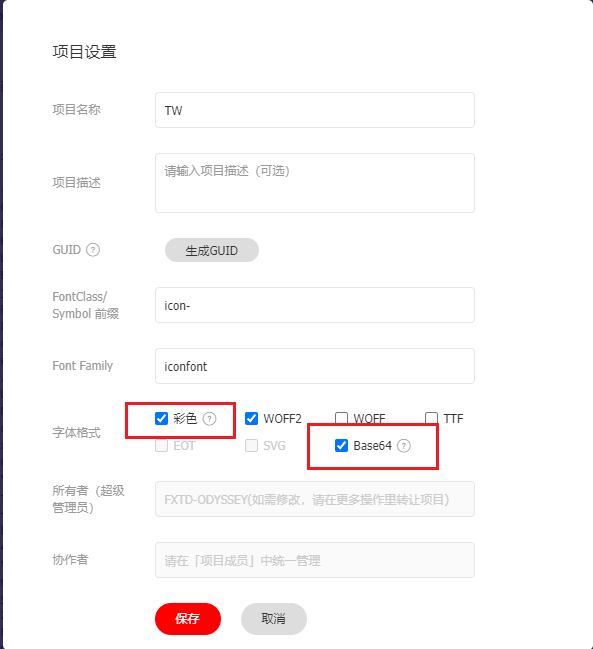 项目设置
项目名称
TW
项目描述
请输入项目描述（可选）
GUID ?
生成GUID
FontClass/
Symbol 前缀
icon-
Font Family
iconfont
字体格式
彩色 ? WOFF2 WOFF TTF
EOT SVG Base64 ?
所有者（超级
管理员）
FXTD-ODYSSEY(如需修改，请在更多操作里转让项目)
协作者
请在「项目成员」中统一管理
保存 取消